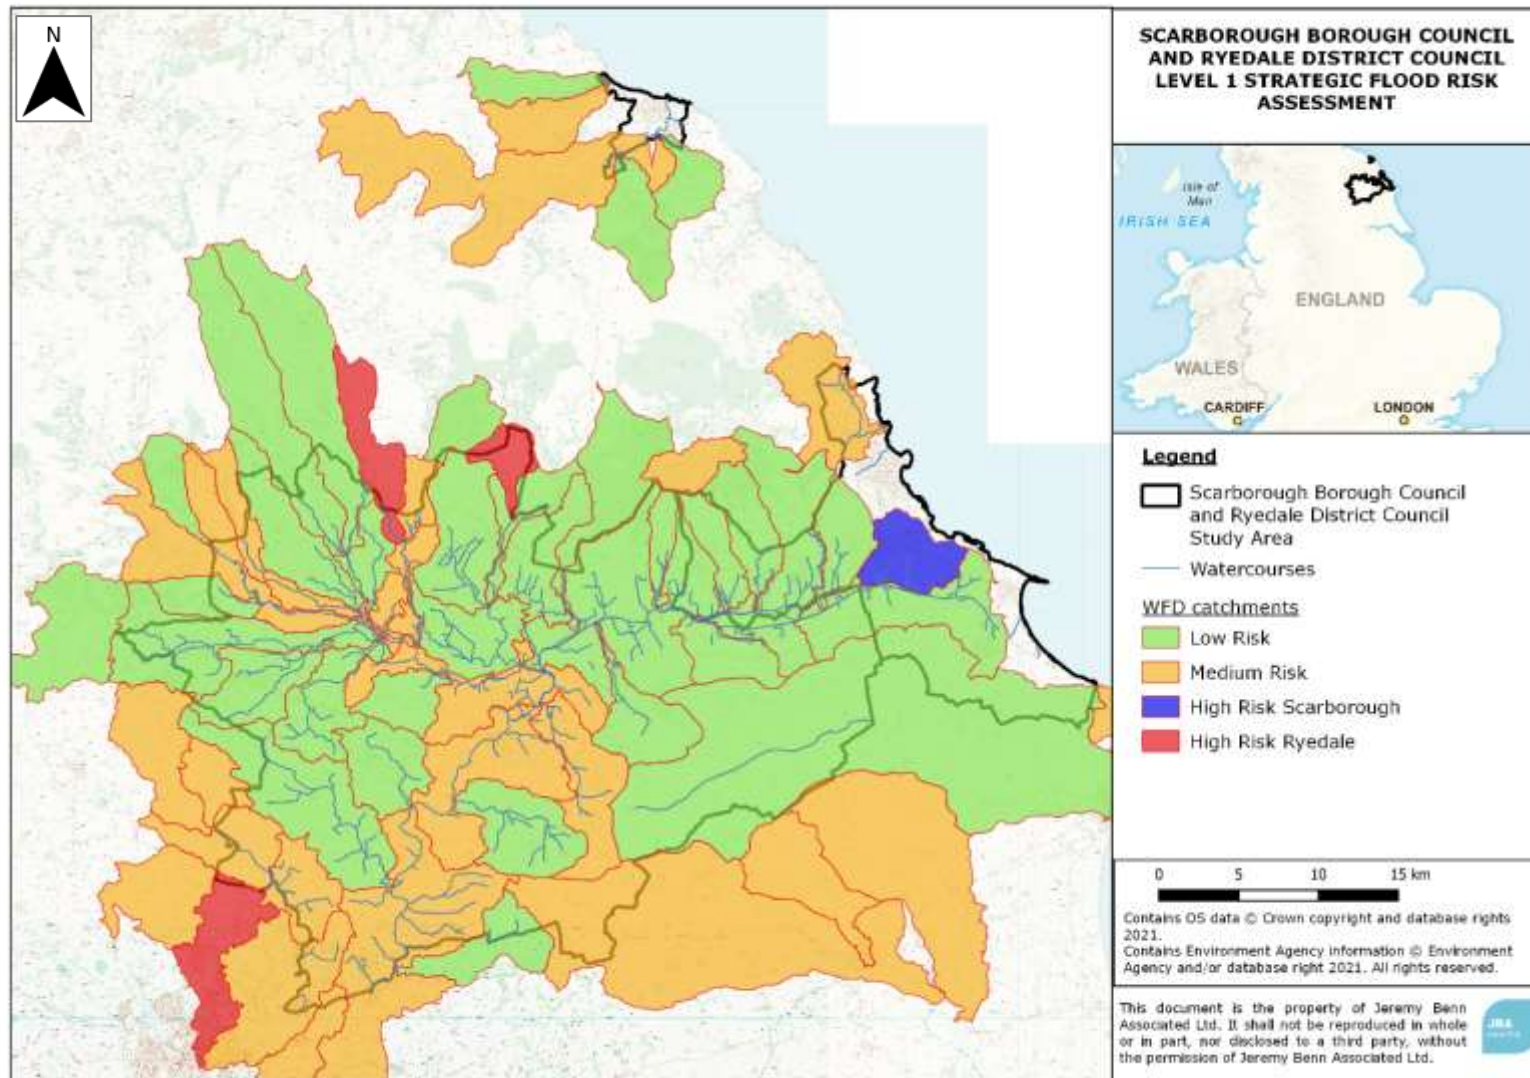 N
SCARBOROUGH BOROUGH COUNCIL
AND RYEDALE DISTRICT COUNCIL
LEVEL 1 STRATEGIC FLOOD RISK
ASSESSMENT
Isle of
Man
IRISH SEA
ENGLAND
WALES
CARDIFF
LONDON
Legend
Scarborough Borough Council
and Ryedale District Council
Study Area
Watercourses
WFD catchments
Low Risk
Medium Risk
High Risk Scarborough
High Risk Ryedale
0 5 10 15 km
Contains OS data © Crown copyright and database rights
2021.
Contains Environment Agency information © Environment
Agency and/or database right 2021. All rights reserved.
This document is the property of Jeremy Benn
Associated Ltd. It shall not be reproduced in whole
or in part, nor disclosed to a third party, without
the permission of Jeremy Benn Associated Ltd.
JBA